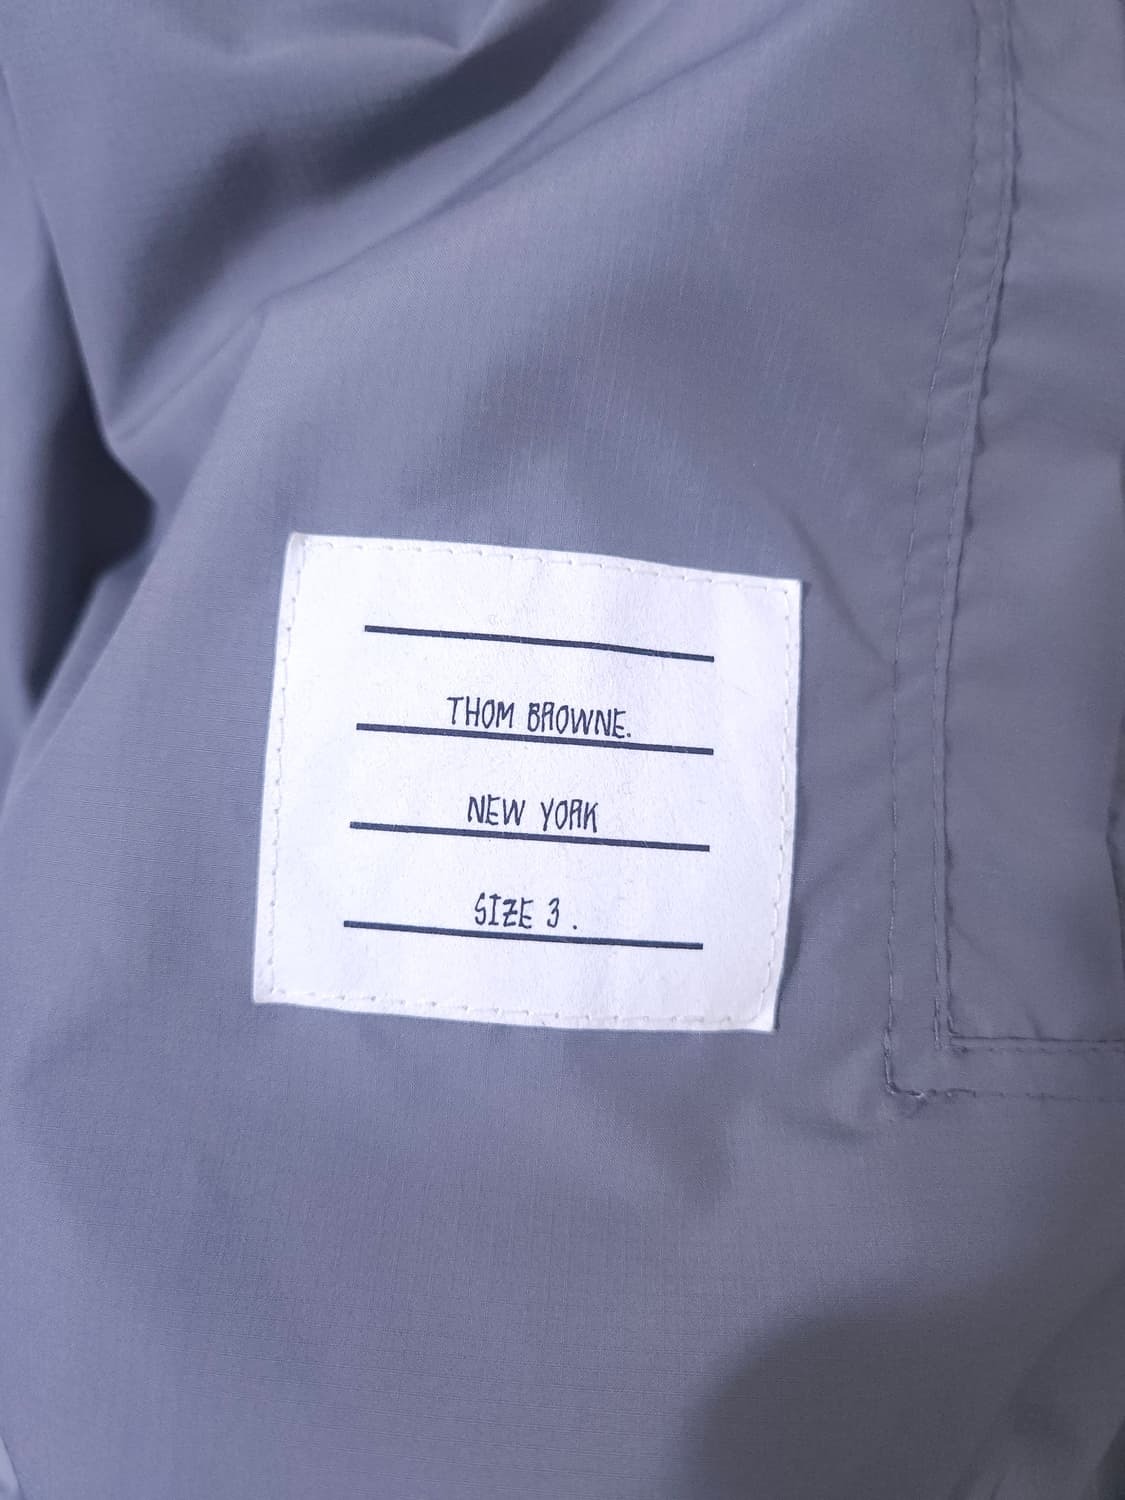 THOM BROWNE.
NEW YORK
SIZE 3 .